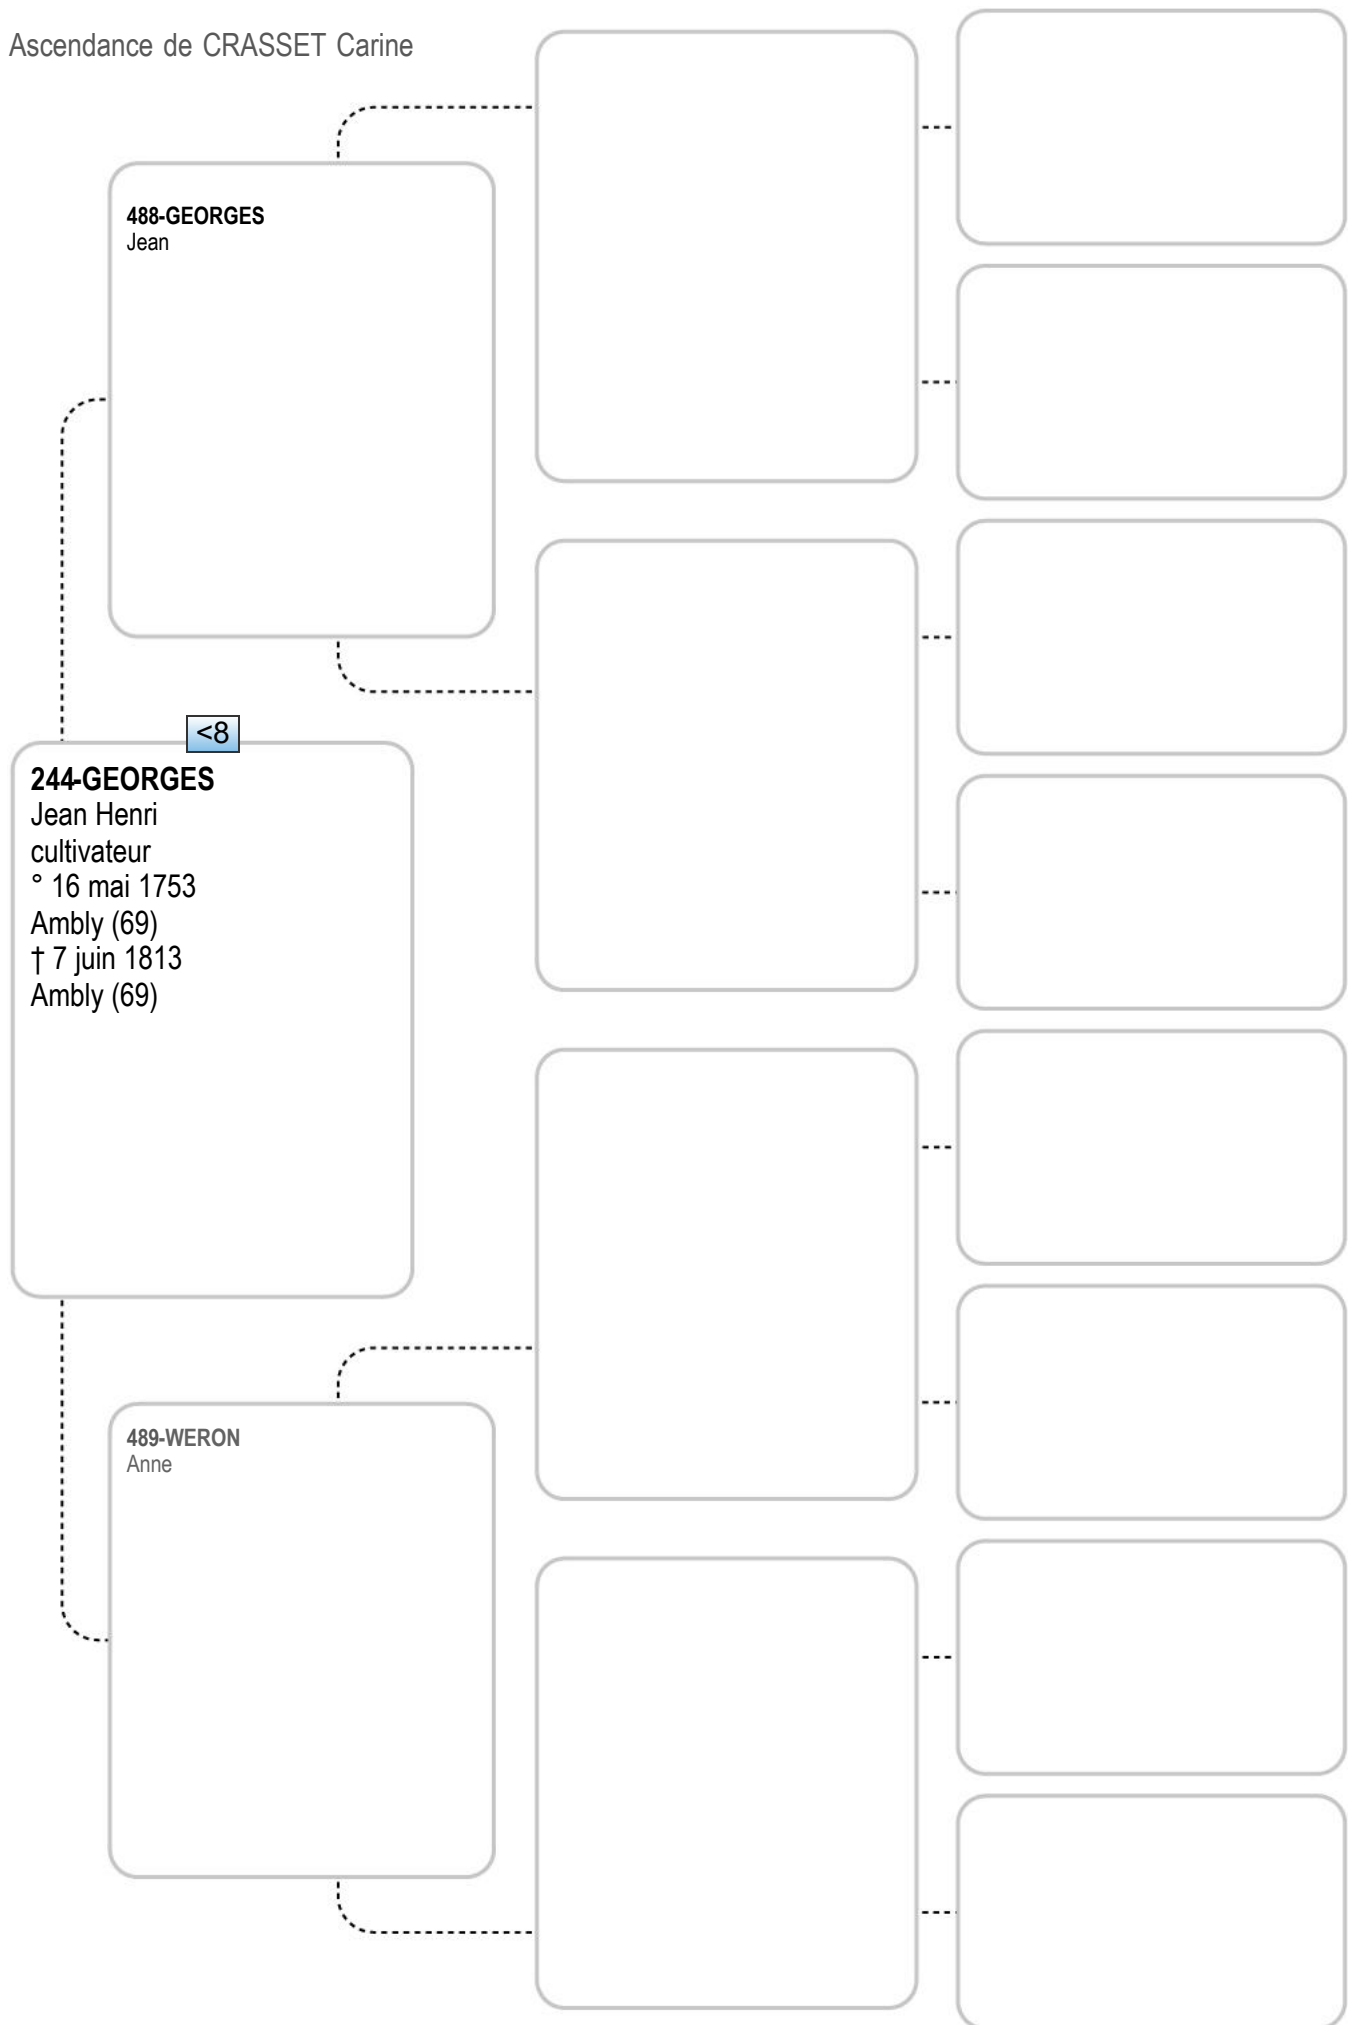 Ascendance de CRASSET Carine
488-GEORGES
Jean
<8
244-GEORGES
Jean Henri
cultivateur
° 16 mai 1753
Ambly (69)
† 7 juin 1813
Ambly (69)
489-WERON
Anne